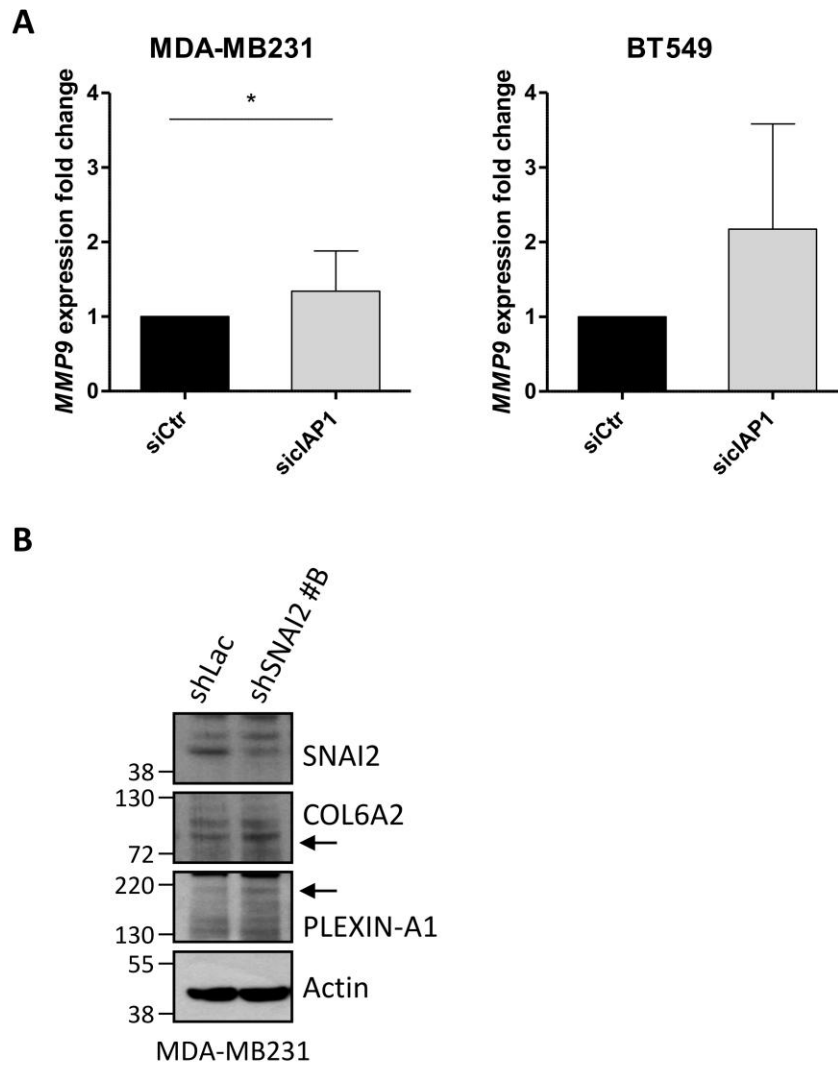 A
MDA-MB231
MMP9 expression fold change
4
3
2
1
0
*
siCtr
sicIAP1
BT549
MMP9 expression fold change
4
3
2
1
0
siCtr
sicIAP1
B
shLac
shSNAI2 #B
38
SNAI2
130
COL6A2
72
220
130
PLEXIN-A1
55
Actin
38
MDA-MB231